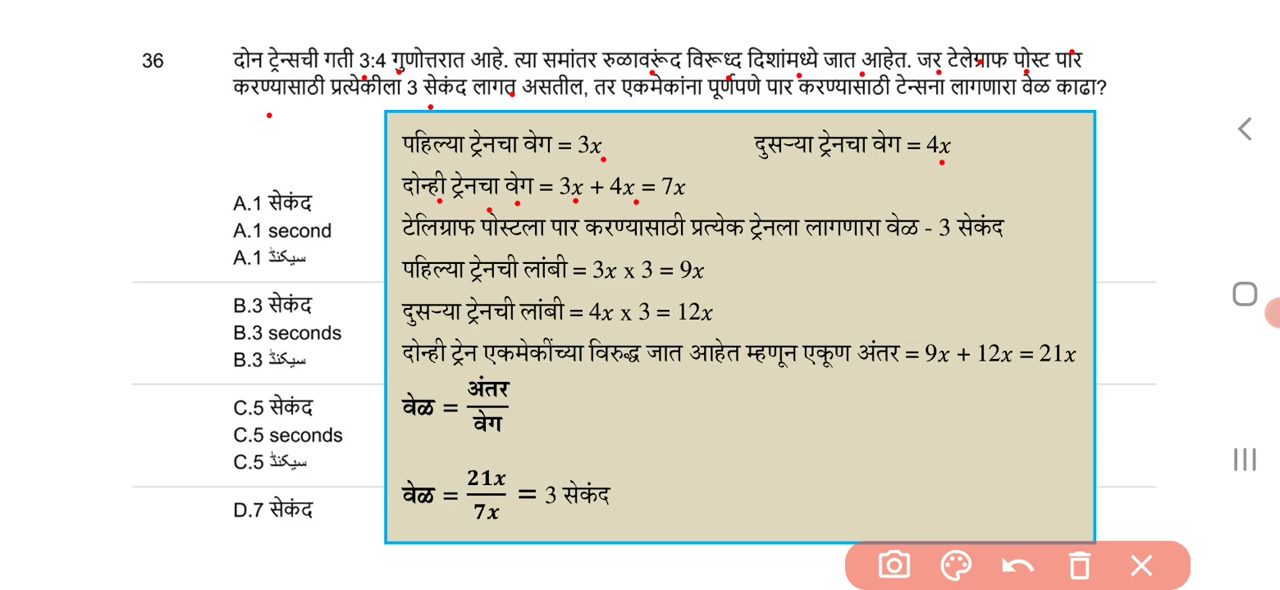 36 दोन ट्रेन्सची गती 3:4 गुणोत्तरात आहे. त्या समांतर रुळावरूंद विरूध्द दिशांमध्ये जात आहेत. जर टेलेग्राफ पोस्ट पार
करण्यासाठी प्रत्येकीला 3 सेकंद लागत असतील, तर एकमेकांना पूर्णपणे पार करण्यासाठी टेन्सना लागणारा वेळ काढा?
पहिल्या ट्रेनचा वेग = 3x दुसऱ्या ट्रेनचा वेग = 4x
दोन्ही ट्रेनचा वेग = 3x + 4x = 7x
टेलिग्राफ पोस्टला पार करण्यासाठी प्रत्येक ट्रेनला लागणारा वेळ - 3 सेकंद
पहिल्या ट्रेनची लांबी = 3x x 3 = 9x
दुसऱ्या ट्रेनची लांबी = 4x x 3 = 12x
दोन्ही ट्रेन एकमेकींच्या विरुद्ध जात आहेत म्हणून एकूण अंतर = 9x + 12x = 21x
वेळ = अंतर / वेग
वेळ = 21x / 7x = 3 सेकंद
A.1 सेकंद
A.1 second
A.1 سیکنڈ
B.3 सेकंद
B.3 seconds
B.3 سیکنڈ
C.5 सेकंद
C.5 seconds
C.5 سیکنڈ
D.7 सेकंद